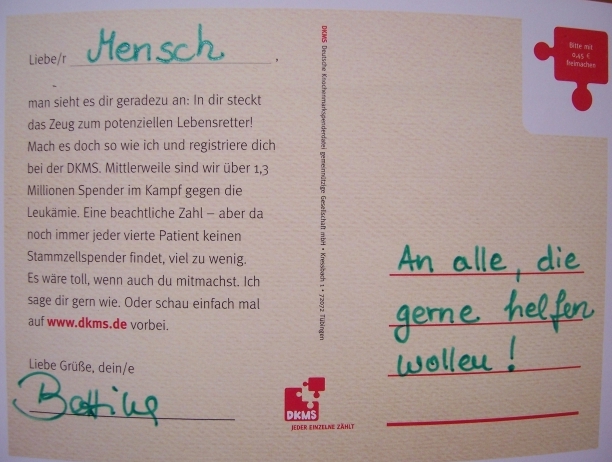 Liebe/r Mensch,
man sieht es dir geradezu an: In dir steckt
das Zeug zum potenziellen Lebensretter!
Mach es doch so wie ich und registriere dich
bei der DKMS. Mittlerweile sind wir über 1,3
Millionen Spender im Kampf gegen die
Leukämie. Eine beachtliche Zahl – aber da
noch immer jeder vierte Patient keinen
Stammzellspender findet, viel zu wenig.
Es wäre toll, wenn auch du mitmachst. Ich
sage dir gern wie. Oder schau einfach mal
auf www.dkms.de vorbei.
Liebe Grüße, dein/e
Bettina
DKMS Deutsche Knochenmarkspenderdatei gemeinnützige Gesellschaft mbH • Kressbach 1 • 72072 Tübingen
DKMS
JEDER EINZELNE ZÄHLT
Bitte mit
0,45 €
freimachen
An alle, die
gerne helfen
wollen!